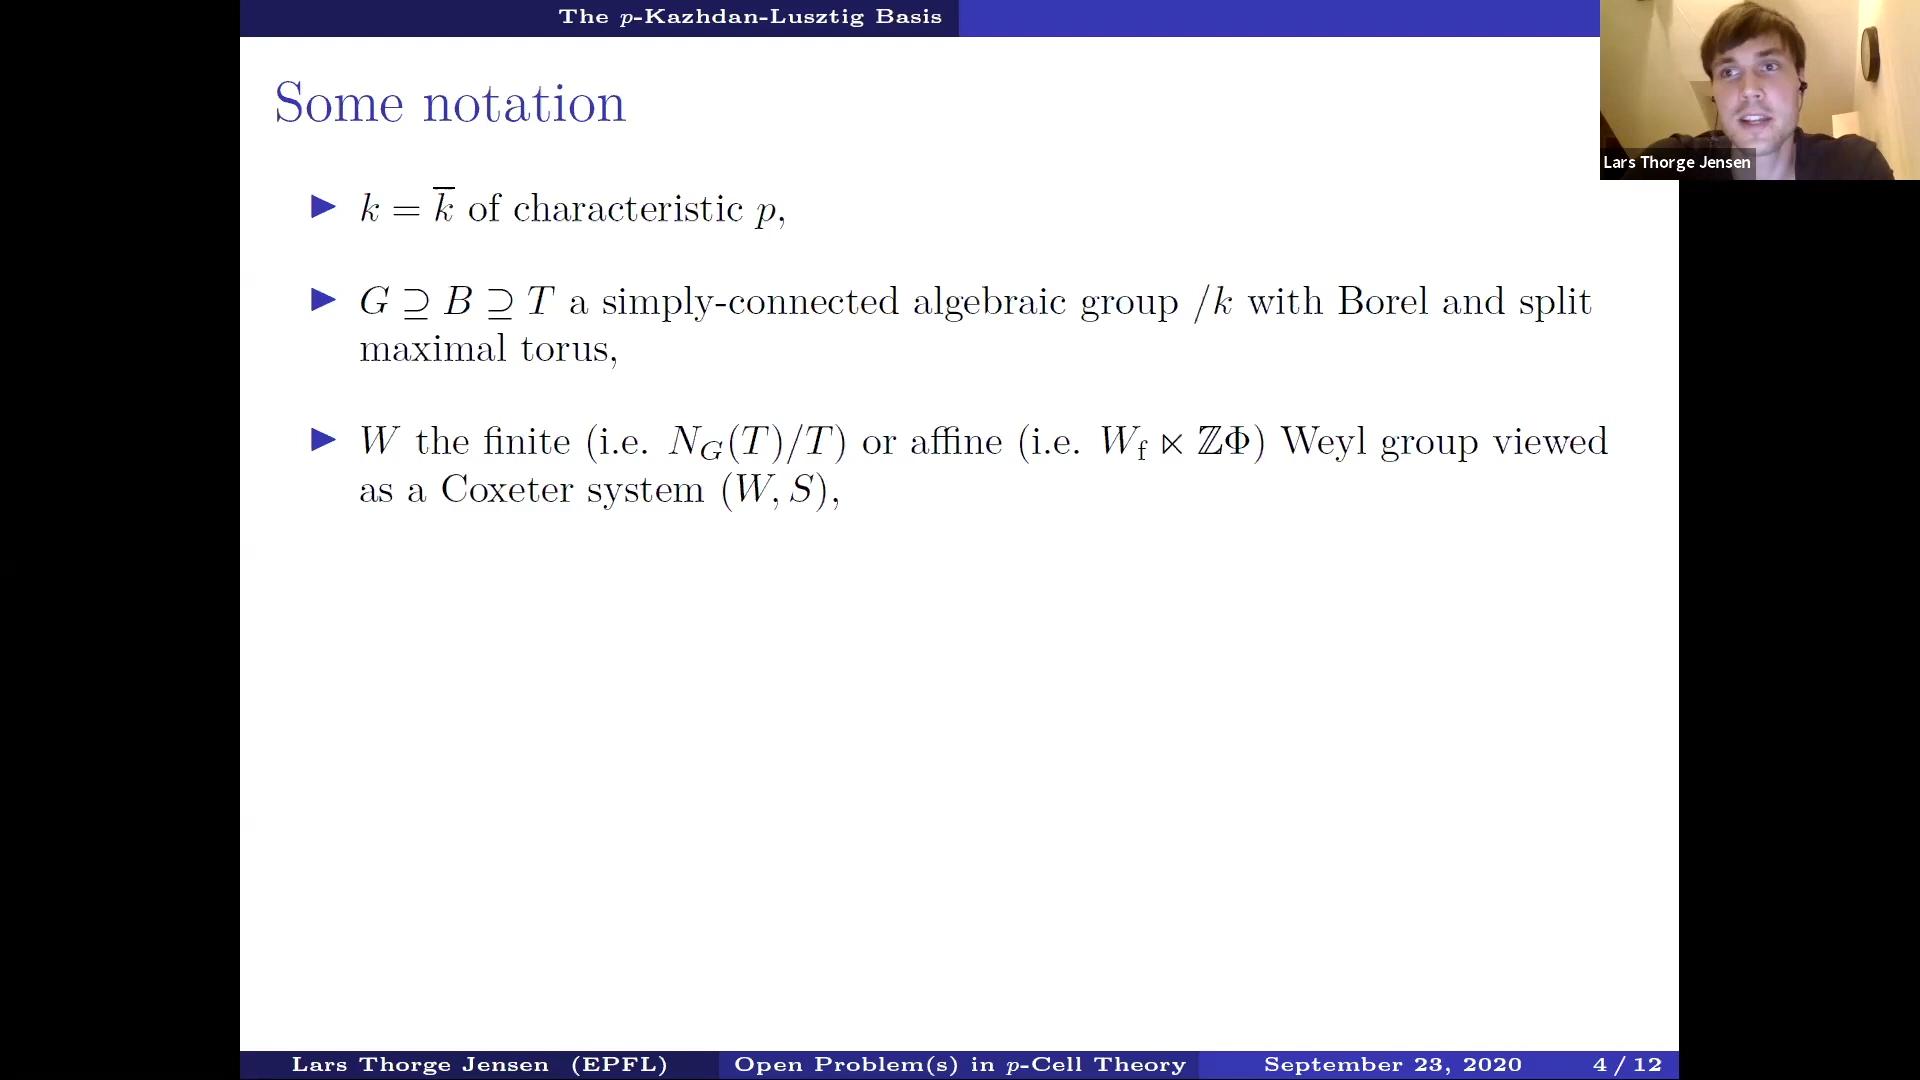 The p-Kazhdan-Lusztig Basis
Lars Thorge Jensen
Some notation
▶ k = k̅ of characteristic p,
▶ G ⊇ B ⊇ T a simply-connected algebraic group /k with Borel and split
maximal torus,
▶ W the finite (i.e. N_G(T)/T) or affine (i.e. W_f ⋉ ℤΦ) Weyl group viewed
as a Coxeter system (W, S),
Lars Thorge Jensen (EPFL) Open Problem(s) in p-Cell Theory September 23, 2020 4 / 12